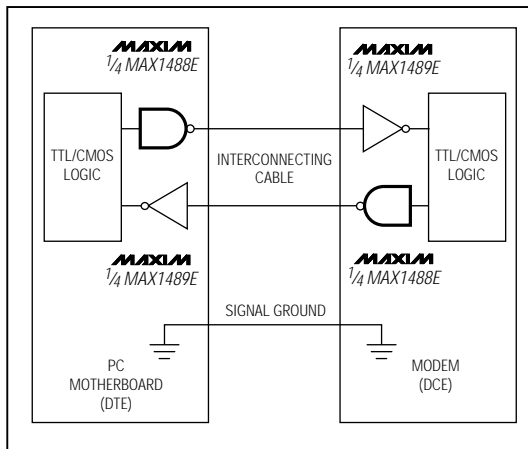 MAXIM
1/4 MAX1488E
MAXIM
1/4 MAX1489E
TTL/CMOS
LOGIC
INTERCONNECTING
CABLE
TTL/CMOS
LOGIC
MAXIM
1/4 MAX1489E
MAXIM
1/4 MAX1488E
SIGNAL GROUND
PC
MOTHERBOARD
(DTE)
MODEM
(DCE)